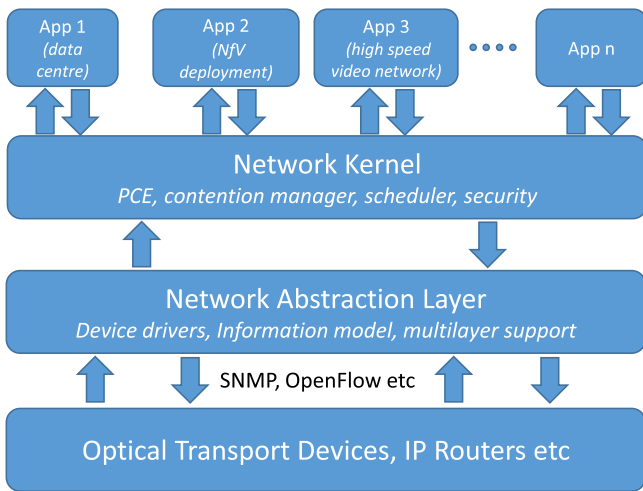 App 1
(data
centre)
App 2
(NfV
deployment)
App 3
(high speed
video network)
App n
Network Kernel
PCE, contention manager, scheduler, security
Network Abstraction Layer
Device drivers, Information model, multilayer support
SNMP, OpenFlow etc
Optical Transport Devices, IP Routers etc